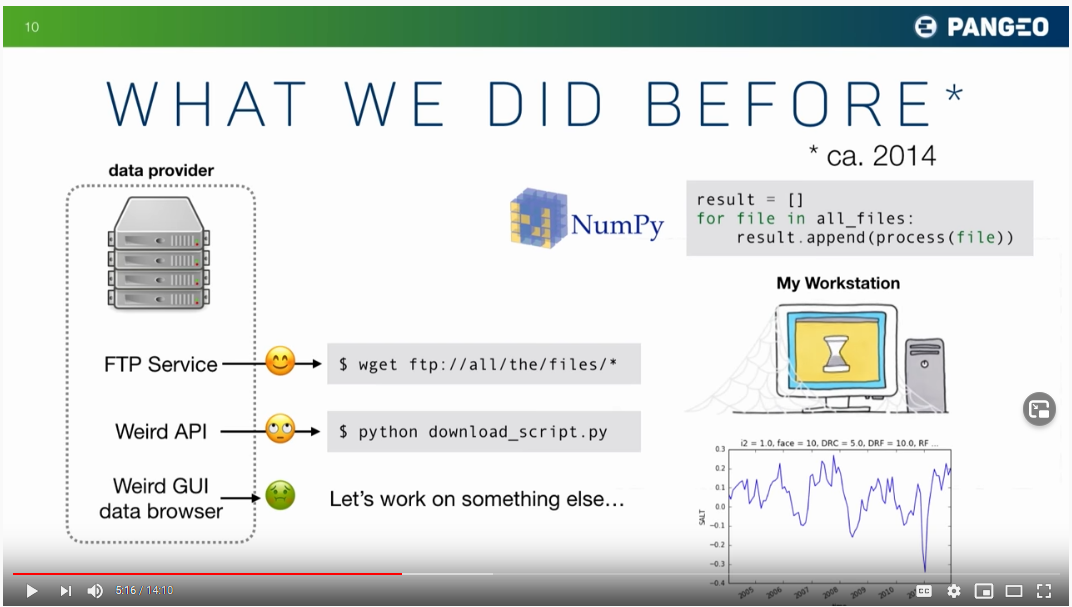 10
PANGEO
WHAT WE DID BEFORE*
* ca. 2014
data provider
NumPy
result = []
for file in all_files:
result.append(process(file))
My Workstation
FTP Service
$ wget ftp://all/the/files/*
Weird API
$ python download_script.py
Weird GUI
data browser
Let's work on something else...
i2 = 1.0, face = 10, DRC = 5.0, DRF = 10.0, RF ...
0.3
0.2
0.1
0.0
−0.1
−0.2
−0.3
−0.4
SALT
2005
2006
2007
2008
2009
2010
5:16 / 14:10
CC